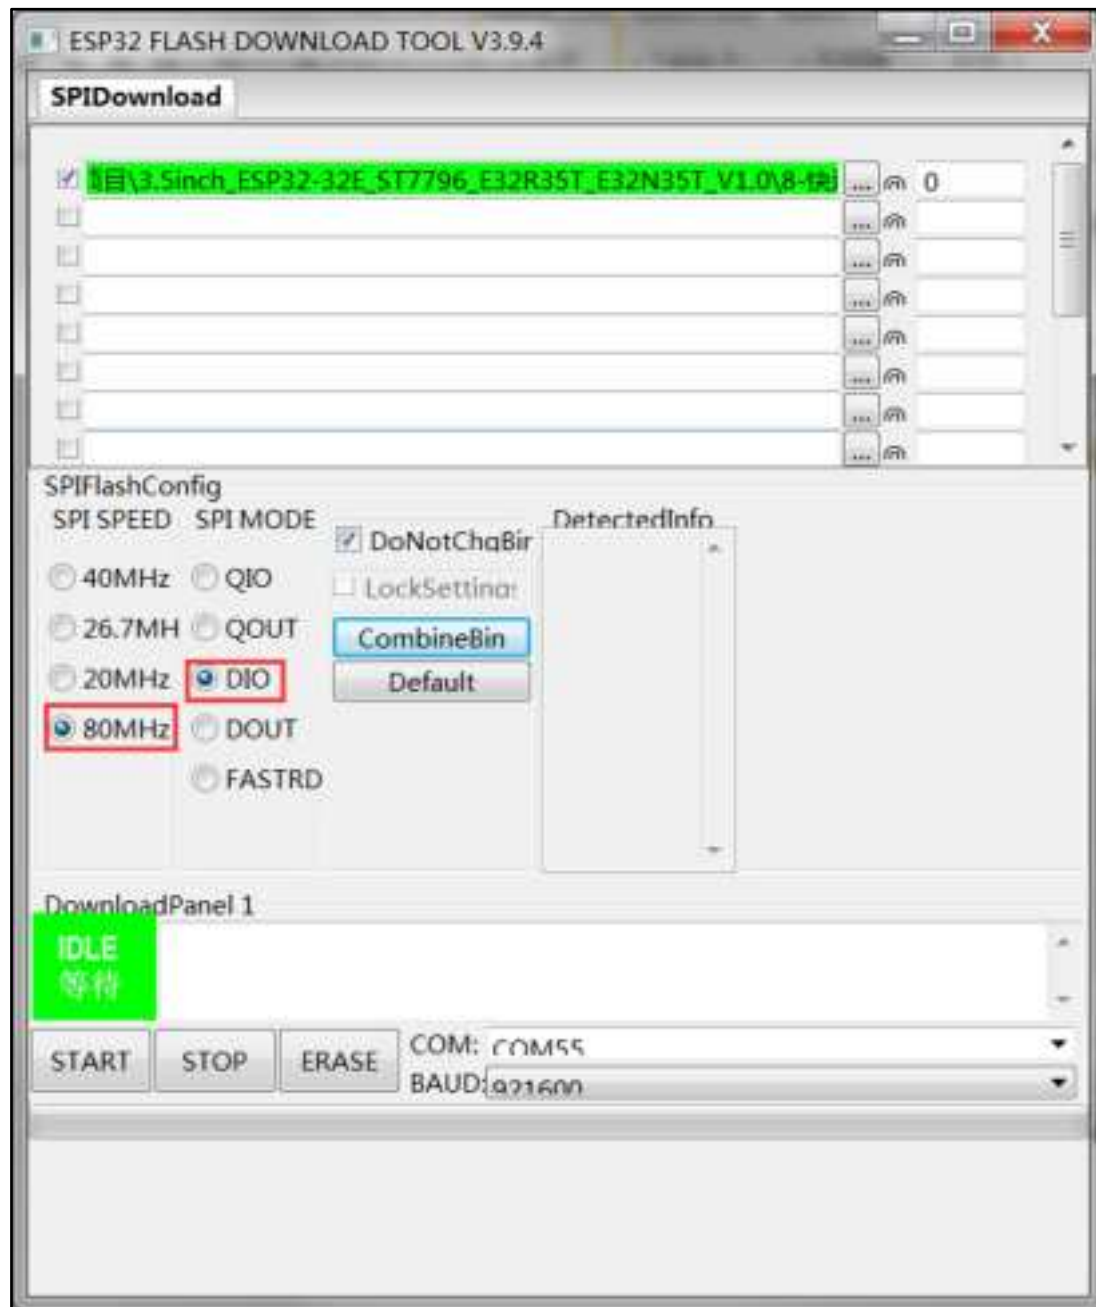 ESP32 FLASH DOWNLOAD TOOL V3.9.4
SPIDownload
目\3.5inch_ESP32-32E_ST7796_E32R35T_E32N35T_V1.0\8-快 ... @ 0
... @
... @
... @
... @
... @
... @
... @
SPIFlashConfig
SPI SPEED SPI MODE DetectedInfo
DoNotChgBin
40MHz QIO LockSettings
26.7MH QOUT CombineBin
20MHz DIO Default
80MHz DOUT
FASTRD
DownloadPanel 1
IDLE
等待
START STOP ERASE COM: COM55
BAUD: 921600